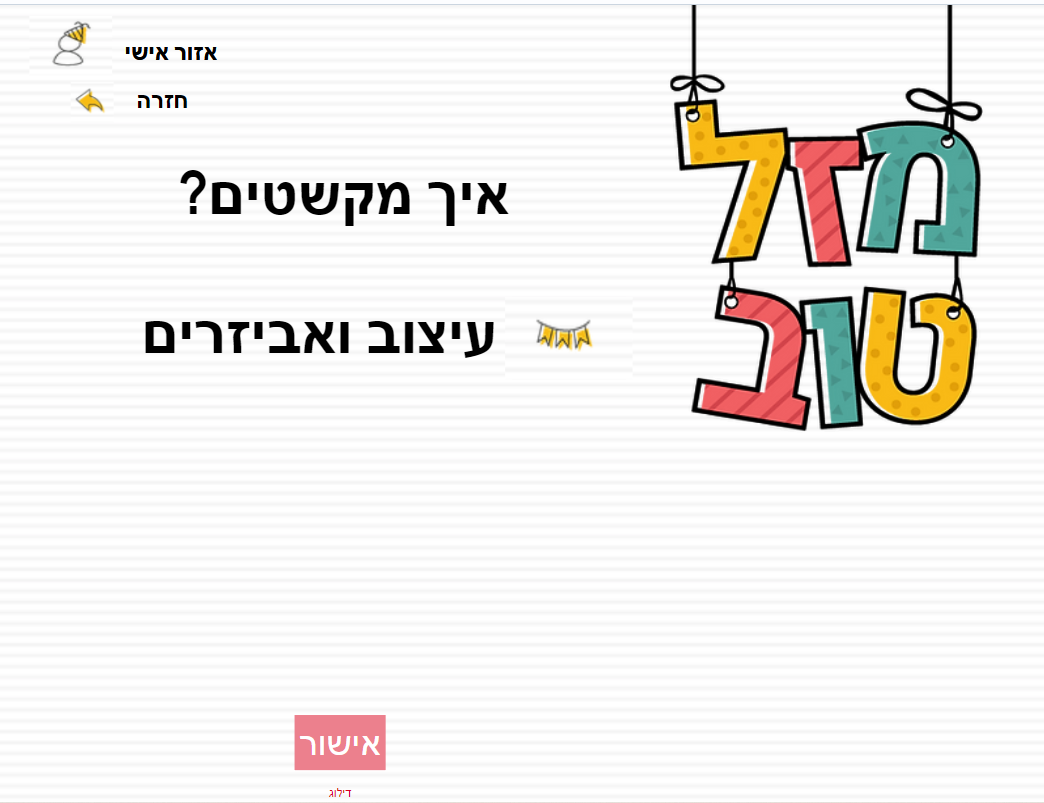 אזור אישי
חזרה
מזל
טוב
איך מקשטים?
עיצוב ואביזרים
אישור
דילוג